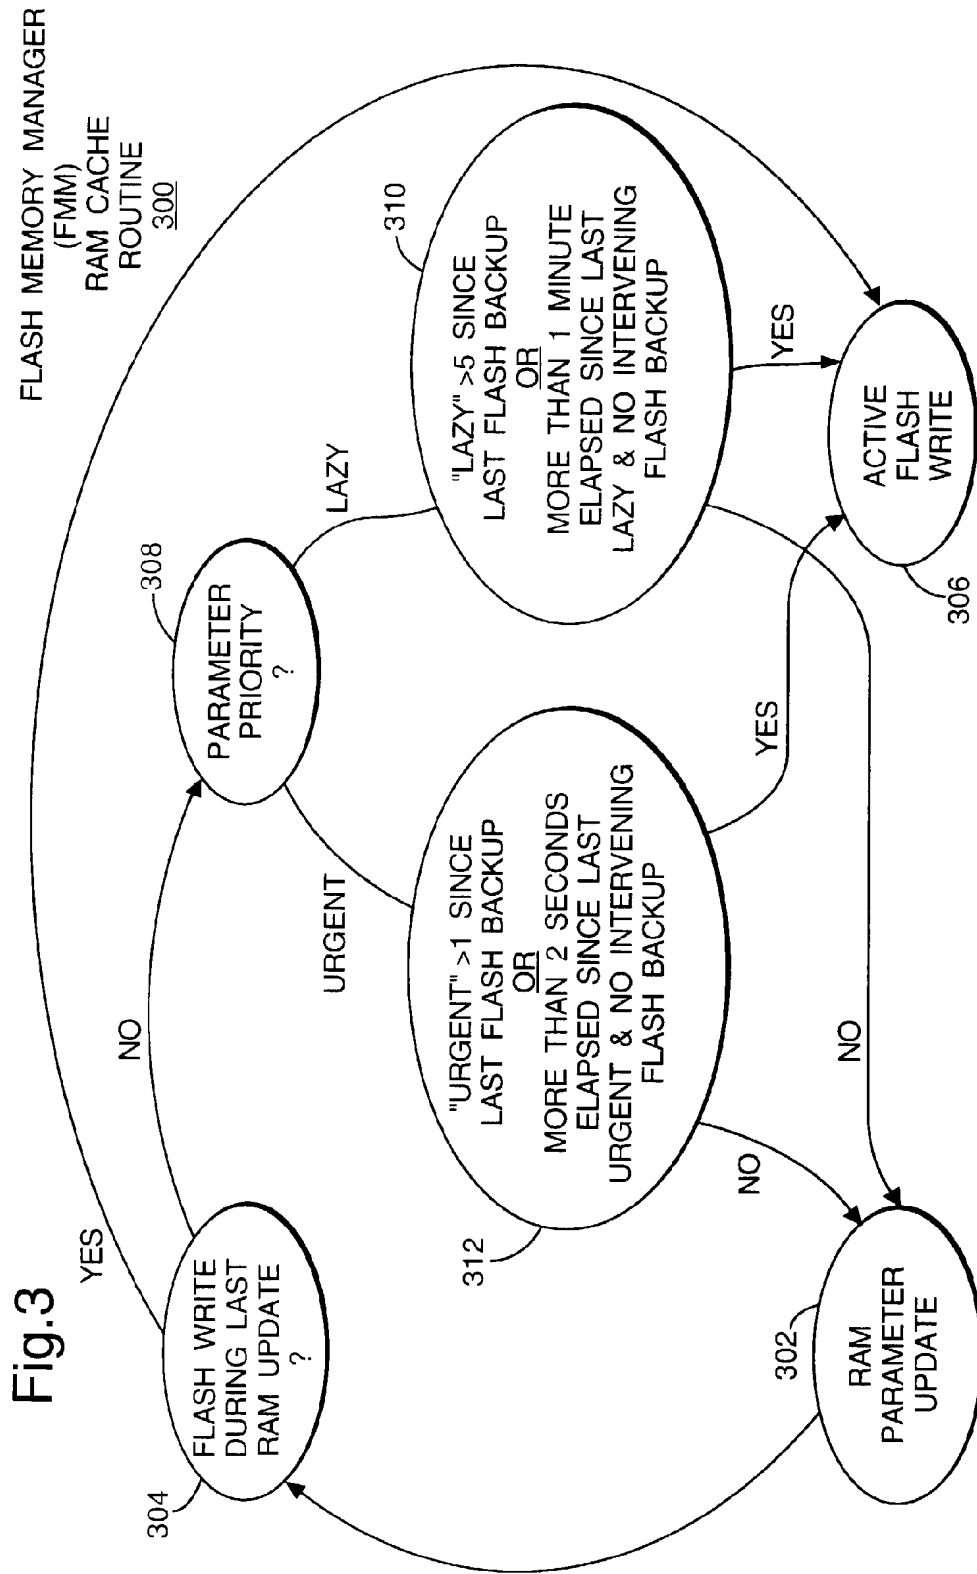 Fig.3
FLASH MEMORY MANAGER
(FMM)
RAM CACHE
ROUTINE
300
YES
304
FLASH WRITE
DURING LAST
RAM UPDATE
?
NO
308
PARAMETER
PRIORITY
?
URGENT
LAZY
312
"URGENT" >1 SINCE
LAST FLASH BACKUP
OR
MORE THAN 2 SECONDS
ELAPSED SINCE LAST
URGENT & NO INTERVENING
FLASH BACKUP
310
"LAZY" >5 SINCE
LAST FLASH BACKUP
OR
MORE THAN 1 MINUTE
ELAPSED SINCE LAST
LAZY & NO INTERVENING
FLASH BACKUP
NO
YES
YES
NO
302
RAM
PARAMETER
UPDATE
306
ACTIVE
FLASH
WRITE